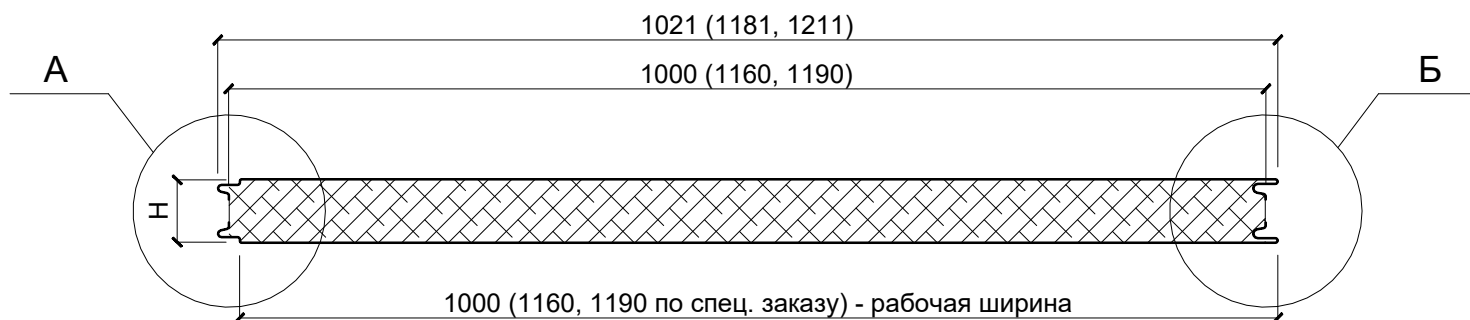 1021 (1181, 1211)
А
1000 (1160, 1190)
Б
Н
1000 (1160, 1190 по спец. заказу) - рабочая ширина